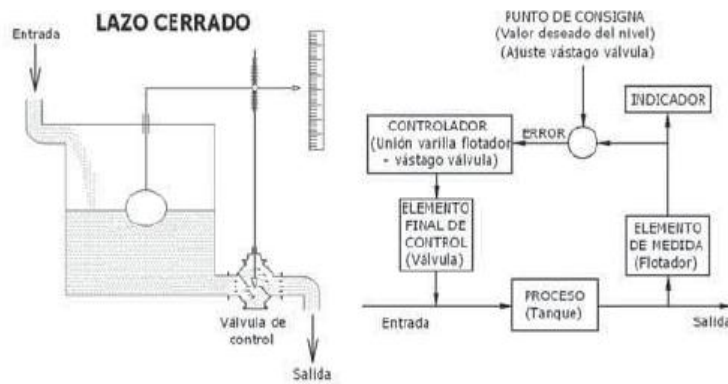 LAZO CERRADO
Entrada
Válvula de
control
Salida
PUNTO DE CONSIGNA
(Valor deseado del nivel)
(Ajuste vástago válvula)
INDICADOR
CONTROLADOR
(Unión varilla flotador
- vástago válvula)
ERROR
ELEMENTO
FINAL DE
CONTROL
(Válvula)
ELEMENTO
DE MEDIDA
(Flotador)
PROCESO
(Tanque)
Entrada
Salida